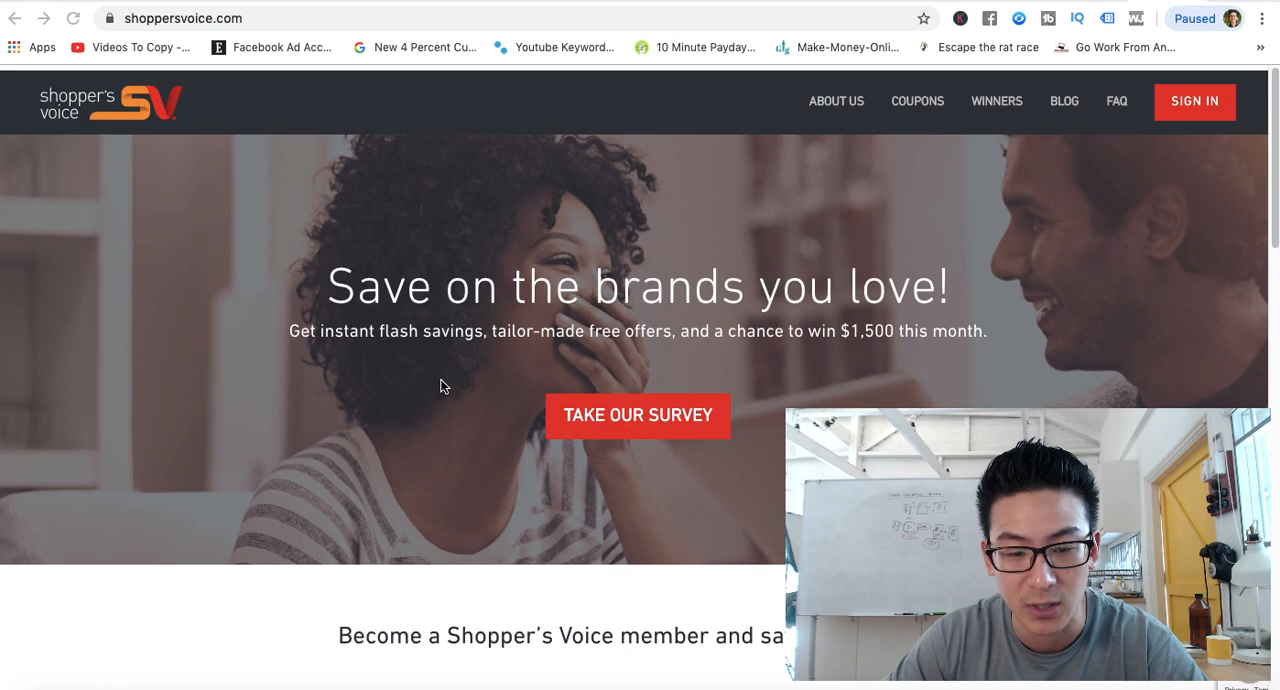 shoppersvoice.com
Paused
Apps
Videos To Copy -...
Facebook Ad Acc...
New 4 Percent Cu...
Youtube Keyword...
10 Minute Payday...
Make-Money-Onli...
Escape the rat race
Go Work From An...
»
shopper's
voice
SV
ABOUT US
COUPONS
WINNERS
BLOG
FAQ
SIGN IN
Save on the brands you love!
Get instant flash savings, tailor-made free offers, and a chance to win $1,500 this month.
TAKE OUR SURVEY
Become a Shopper's Voice member and sa